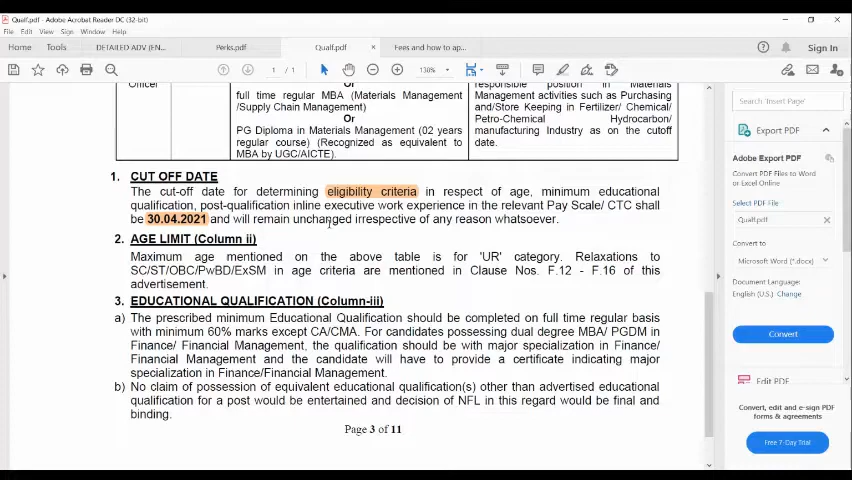 Qualf.pdf - Adobe Acrobat Reader DC (32-bit)
File Edit View Sign Window Help
Home Tools DETAILED ADV (EN... Perks.pdf Qualf.pdf × Fees and how to ap... Sign In
1 / 1 138%
Officer
Or
full time regular MBA (Materials Management
/Supply Chain Management)
Or
PG Diploma in Materials Management (02 years
regular course) (Recognized as equivalent to
MBA by UGC/AICTE).
responsible position in Materials
Management activities such as Purchasing
and/Store Keeping in Fertilizer/ Chemical/
Petro-Chemical Hydrocarbon/
manufacturing Industry as on the cutoff
date.
1. CUT OFF DATE
The cut-off date for determining eligibility criteria in respect of age, minimum educational
qualification, post-qualification inline executive work experience in the relevant Pay Scale/ CTC shall
be 30.04.2021 and will remain unchanged irrespective of any reason whatsoever.
2. AGE LIMIT (Column ii)
Maximum age mentioned on the above table is for 'UR' category. Relaxations to
SC/ST/OBC/PwBD/ExSM in age criteria are mentioned in Clause Nos. F.12 - F.16 of this
advertisement.
3. EDUCATIONAL QUALIFICATION (Column-iii)
a) The prescribed minimum Educational Qualification should be completed on full time regular basis
with minimum 60% marks except CA/CMA. For candidates possessing dual degree MBA/ PGDM in
Finance/ Financial Management, the qualification should be with major specialization in Finance/
Financial Management and the candidate will have to provide a certificate indicating major
specialization in Finance/Financial Management.
b) No claim of possession of equivalent educational qualification(s) other than advertised educational
qualification for a post would be entertained and decision of NFL in this regard would be final and
binding.
Page 3 of 11
Search 'Insert Page'
Export PDF
Adobe Export PDF
Convert PDF Files to Word
or Excel Online
Select PDF File
Qualf.pdf ×
Convert to
Microsoft Word (*.docx)
Document Language:
English (U.S.) Change
Convert
Edit PDF
Convert, edit and e-sign PDF
forms & agreements
Free 7-Day Trial